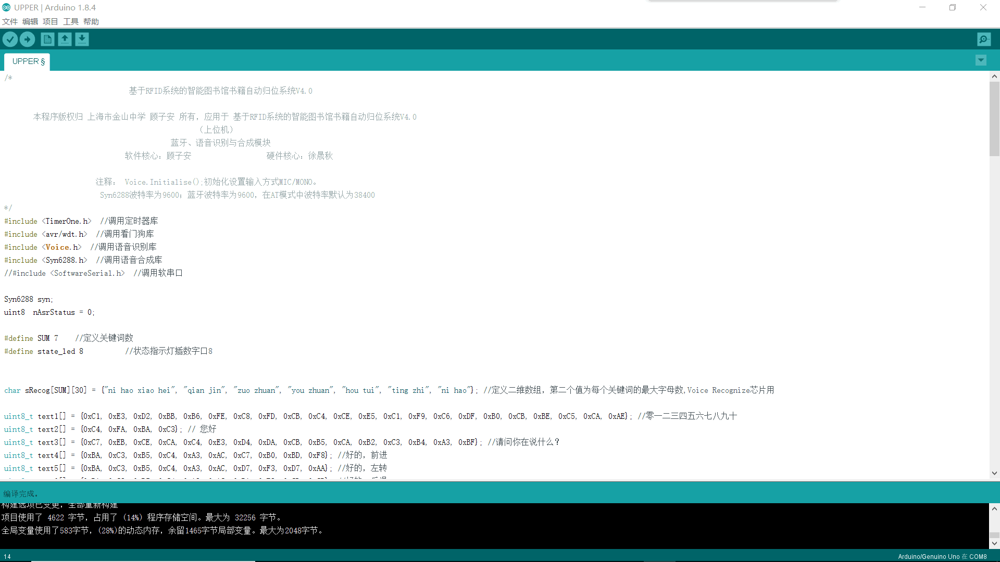 UPPER | Arduino 1.8.4
文件 编辑 项目 工具 帮助
UPPER §
/*
基于RFID系统的智能图书馆书籍自动归位系统V4.0
本程序版权归 上海市金山中学 顾子安 所有，应用于 基于RFID系统的智能图书馆书籍自动归位系统V4.0
（上位机）
蓝牙、语音识别与合成模块
软件核心：顾子安 硬件核心：徐晟秋
注释： Voice.Initialise();初始化设置输入方式MIC/MONO。
Syn6288波特率为9600；蓝牙波特率为9600，在AT模式中波特率默认为38400
*/
#include <TimerOne.h> //调用定时器库
#include <avr/wdt.h> //调用看门狗库
#include <Voice.h> //调用语音识别库
#include <Syn6288.h> //调用语音合成库
//#include <SoftwareSerial.h> //调用软串口
Syn6288 syn;
uint8 nAsrStatus = 0;
#define SUM 7 //定义关键词数
#define state_led 8 //状态指示灯插数字口8
char sRecog[SUM][30] = {"ni hao xiao hei", "qian jin", "zuo zhuan", "you zhuan", "hou tui", "ting zhi", "ni hao"}; //定义二维数组，第二个值为每个关键词的最大字母数,Voice Recognize芯片用
uint8_t text1[] = {0xC1, 0xE3, 0xD2, 0xBB, 0xB6, 0xFE, 0xC8, 0xFD, 0xCB, 0xC4, 0xCE, 0xE5, 0xC1, 0xF9, 0xC6, 0xDF, 0xB0, 0xCB, 0xBE, 0xC5, 0xCA, 0xAE}; //零一二三四五六七八九十
uint8_t text2[] = {0xC4, 0xFA, 0xBA, 0xC3}; // 您好
uint8_t text3[] = {0xC7, 0xEB, 0xCE, 0xCA, 0xC4, 0xE3, 0xD4, 0xDA, 0xCB, 0xB5, 0xCA, 0xB2, 0xC3, 0xB4, 0xA3, 0xBF}; //请问你在说什么？
uint8_t text4[] = {0xBA, 0xC3, 0xB5, 0xC4, 0xA3, 0xAC, 0xC7, 0xB0, 0xBD, 0xF8}; //好的，前进
uint8_t text5[] = {0xBA, 0xC3, 0xB5, 0xC4, 0xA3, 0xAC, 0xD7, 0xF3, 0xD7, 0xAA}; //好的，左转
编译完成。
构建选项已变更，全部重新构建
项目使用了 4622 字节，占用了 (14%) 程序存储空间。最大为 32256 字节。
全局变量使用了583字节，(28%)的动态内存，余留1465字节局部变量。最大为2048字节。
14
Arduino/Genuino Uno 在 COM8